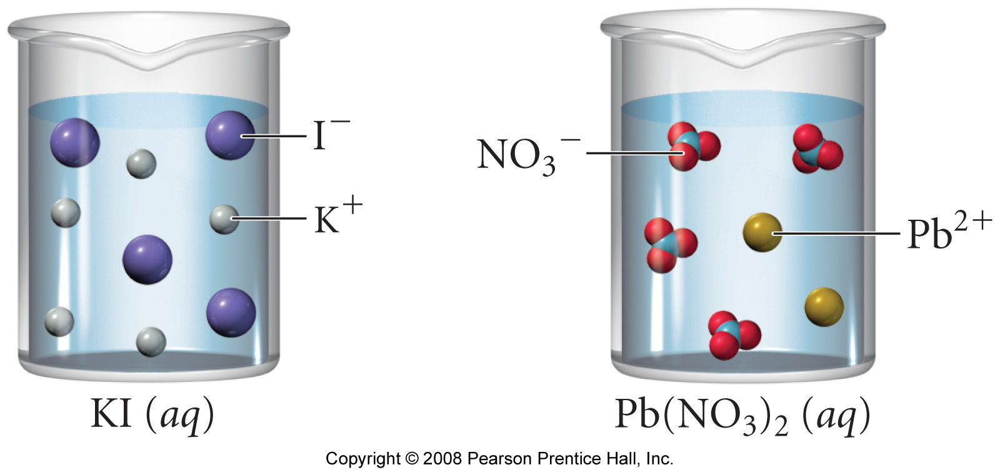 I⁻
K⁺
NO₃⁻
Pb²⁺
KI (aq)
Pb(NO₃)₂ (aq)
Copyright © 2008 Pearson Prentice Hall, Inc.